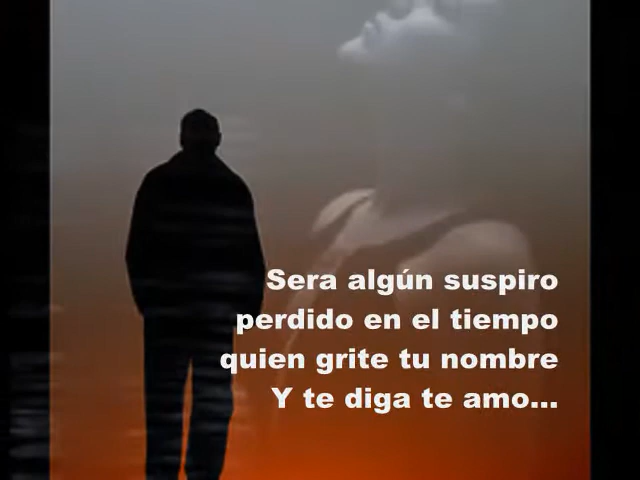 Sera algún suspiro
perdido en el tiempo
quien grite tu nombre
Y te diga te amo...